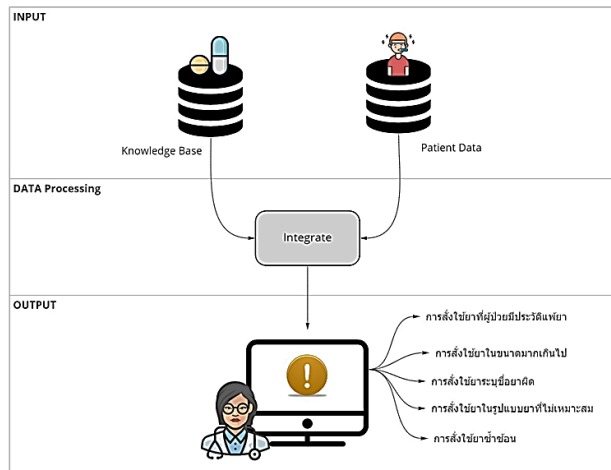 INPUT
Knowledge Base
Patient Data
DATA Processing
Integrate
OUTPUT
การสั่งใช้ยาที่ผู้ป่วยมีประวัติแพ้ยา
การสั่งใช้ยาในขนาดมากเกินไป
การสั่งใช้ยาระบุชื่อยาผิด
การสั่งใช้ยาในรูปแบบยาที่ไม่เหมาะสม
การสั่งใช้ยาซ้ำซ้อน